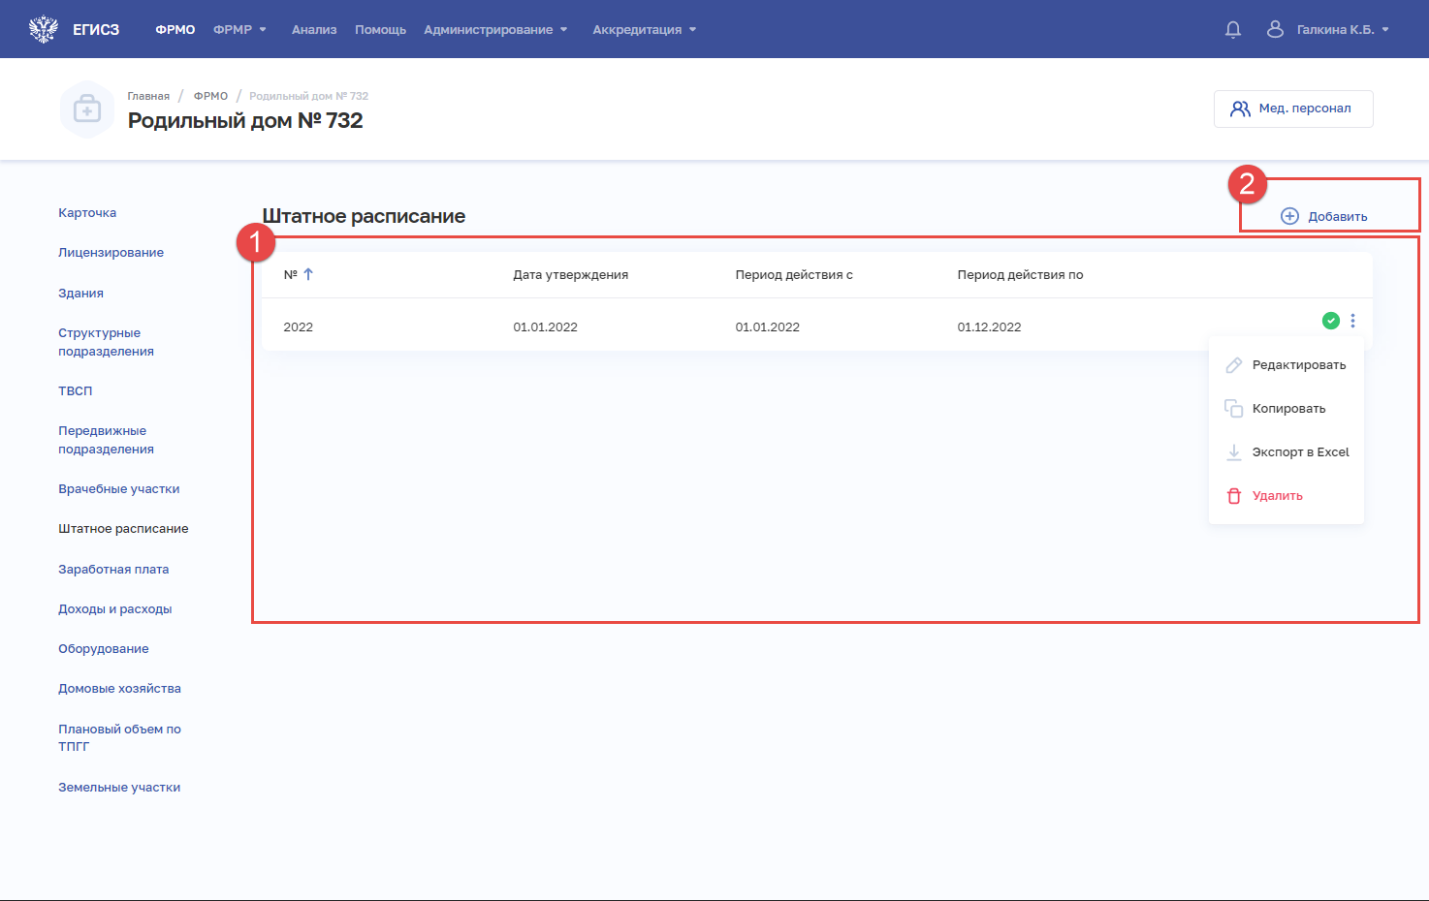 ЕГИСЗ ФРМО ФРМР Анализ Помощь Администрирование Аккредитация Галкина К.Б.
Главная / ФРМО / Родильный дом № 732
Родильный дом № 732
Мед. персонал
2
Карточка
Лицензирование
Здания
Структурные
подразделения
ТВСП
Передвижные
подразделения
Врачебные участки
Штатное расписание
Заработная плата
Доходы и расходы
Оборудование
Домовые хозяйства
Плановый объем по
ТПГГ
Земельные участки
Штатное расписание
Добавить
1
№ Дата утверждения Период действия с Период действия по
2022 01.01.2022 01.01.2022 01.12.2022
Редактировать
Копировать
Экспорт в Excel
Удалить